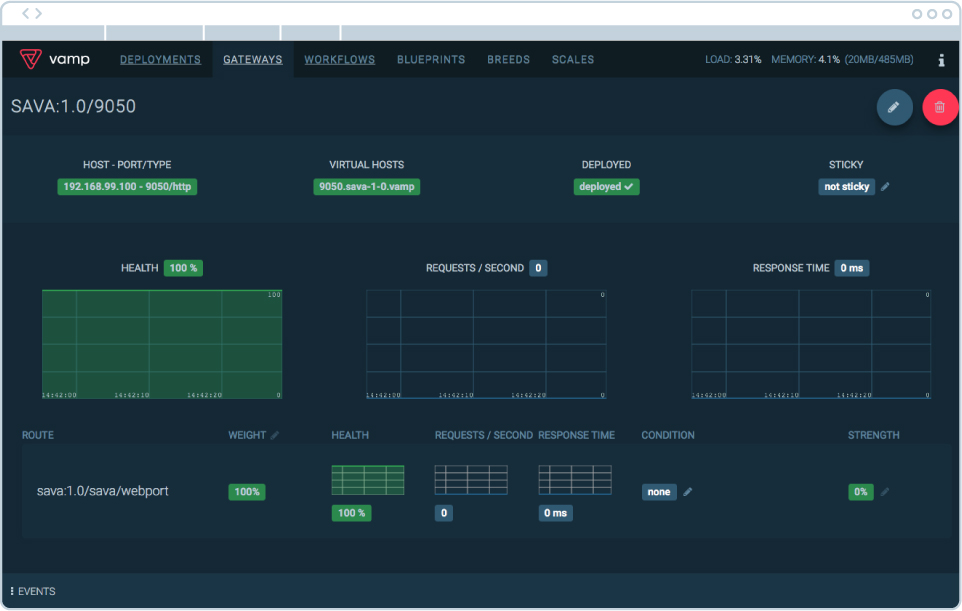 vamp DEPLOYMENTS GATEWAYS WORKFLOWS BLUEPRINTS BREEDS SCALES LOAD: 3.31% MEMORY: 4.1% (20MB/485MB) i
SAVA:1.0/9050
HOST - PORT/TYPE VIRTUAL HOSTS DEPLOYED STICKY
192.168.99.100 - 9050/http 9050.sava-1-0.vamp deployed ✓ not sticky
HEALTH 100 % REQUESTS / SECOND 0 RESPONSE TIME 0 ms
100 0 0
14:42:00 14:42:10 14:42:20 0 14:42:00 14:42:10 14:42:20 0 14:42:00 14:42:10 14:42:20 0
ROUTE WEIGHT HEALTH REQUESTS / SECOND RESPONSE TIME CONDITION STRENGTH
sava:1.0/sava/webport 100% none 0%
100 % 0 0 ms
EVENTS